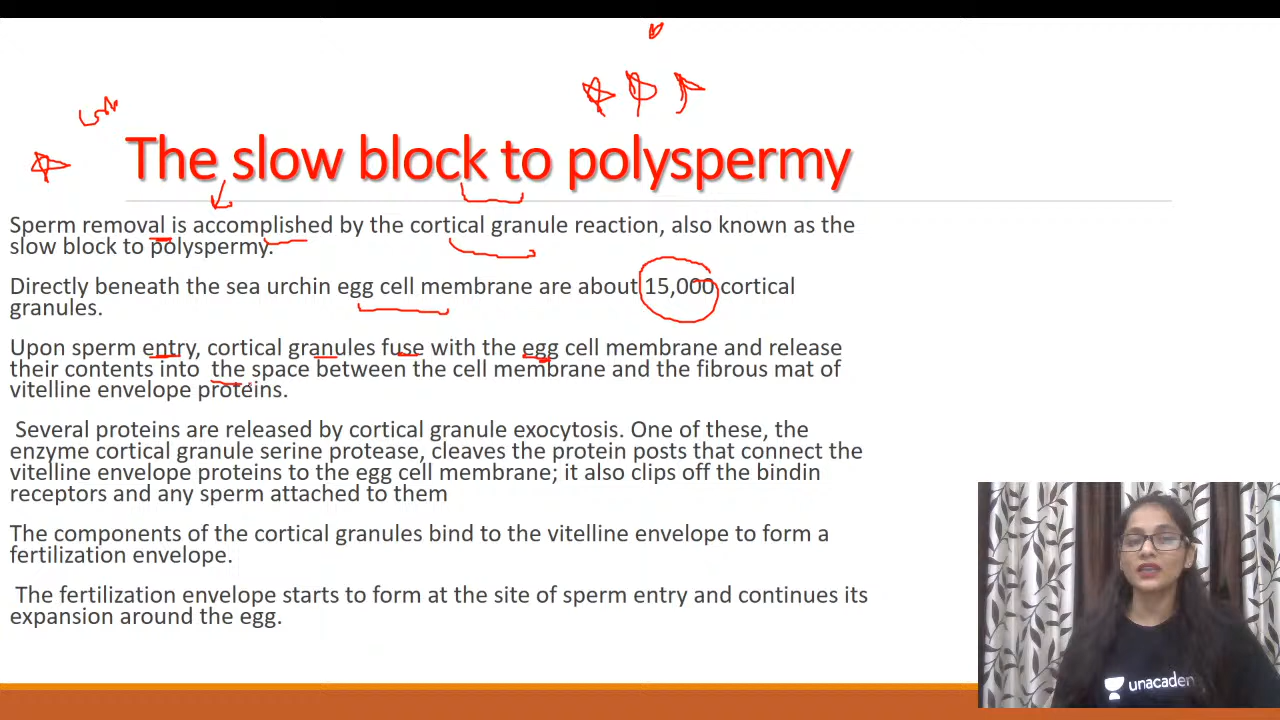 The slow block to polyspermy
Sperm removal is accomplished by the cortical granule reaction, also known as the
slow block to polyspermy.
Directly beneath the sea urchin egg cell membrane are about 15,000 cortical
granules.
Upon sperm entry, cortical granules fuse with the egg cell membrane and release
their contents into the space between the cell membrane and the fibrous mat of
vitelline envelope proteins.
Several proteins are released by cortical granule exocytosis. One of these, the
enzyme cortical granule serine protease, cleaves the protein posts that connect the
vitelline envelope proteins to the egg cell membrane; it also clips off the bindin
receptors and any sperm attached to them
The components of the cortical granules bind to the vitelline envelope to form a
fertilization envelope.
The fertilization envelope starts to form at the site of sperm entry and continues its
expansion around the egg.
unacadem